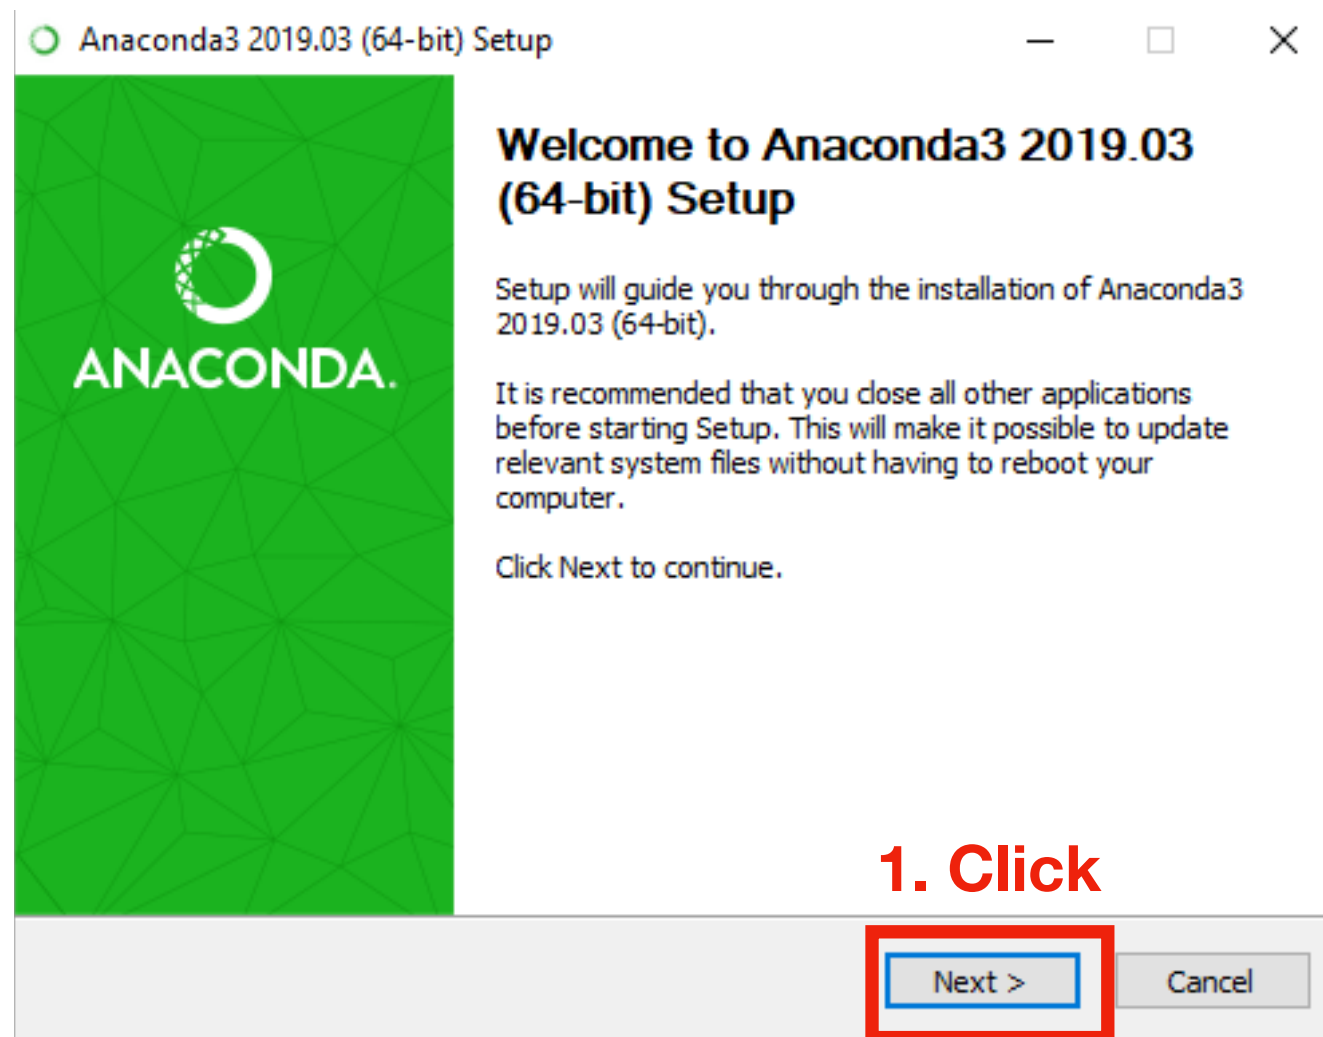 Anaconda3 2019.03 (64-bit) Setup
ANACONDA.
Welcome to Anaconda3 2019.03
(64-bit) Setup
Setup will guide you through the installation of Anaconda3
2019.03 (64-bit).
It is recommended that you close all other applications
before starting Setup. This will make it possible to update
relevant system files without having to reboot your
computer.
Click Next to continue.
1. Click
Next >
Cancel